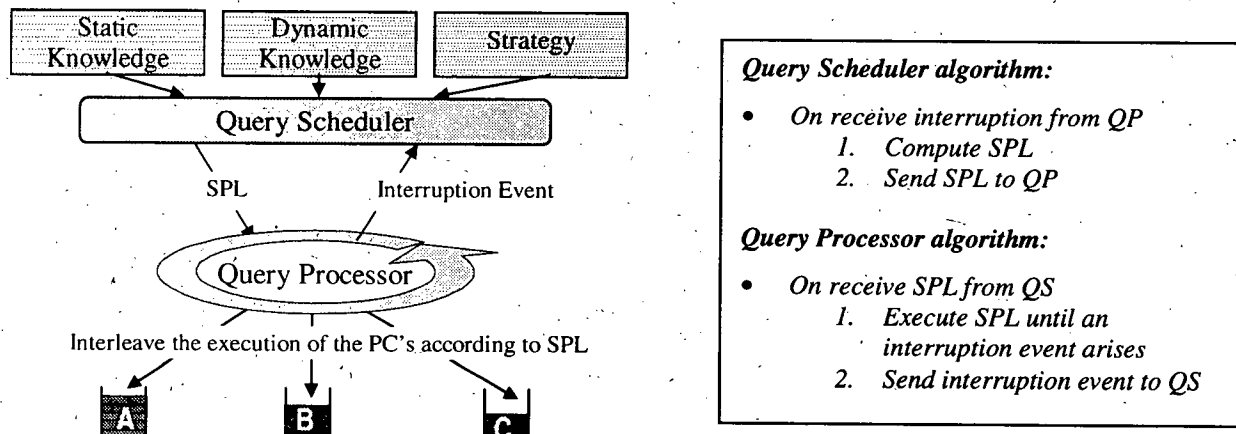 Static Knowledge
Dynamic Knowledge
Strategy
Query Scheduler
SPL
Interruption Event
Query Processor
Interleave the execution of the PC's according to SPL
A
B
C
Query Scheduler algorithm:
• On receive interruption from QP
1. Compute SPL
2. Send SPL to QP
Query Processor algorithm:
• On receive SPL from QS
1. Execute SPL until an
interruption event arises
2. Send interruption event to QS